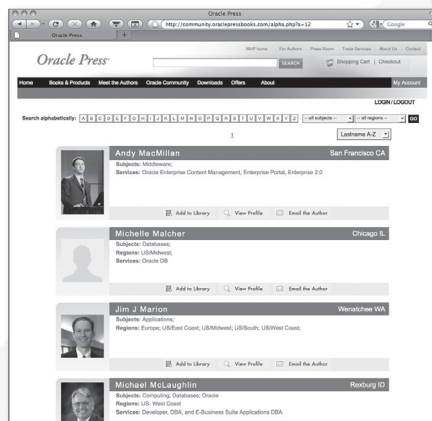 Oracle Press
http://community.oraclepressbooks.com/alpha.php?a=12
Google
Oracle Press
MHP home For Authors Press Room Trade Services About Us Contact
Oracle Press
SEARCH
Shopping Cart | Checkout
Home Books & Products Meet the Authors Oracle Community Downloads Offers About My Account
LOGIN/LOGOUT
Search alphabetically: A B C D E F G H I J K L M N O P Q R S T U V W X Y Z -- all subjects -- -- all regions -- GO
1
Lastname A-Z
Andy MacMillan San Francisco CA
Subjects: Middleware;
Services: Oracle Enterprise Content Management, Enterprise Portal, Enterprise 2.0
Add to Library View Profile Email the Author
Michelle Malcher Chicago IL
Subjects: Databases;
Regions: US/Midwest;
Services: Oracle DB
Add to Library View Profile Email the Author
Jim J Marion Wenatchee WA
Subjects: Applications;
Regions: Europe; US/East Coast; US/Midwest; US/South; US/West Coast;
Add to Library View Profile Email the Author
Michael McLaughlin Rexburg ID
Subjects: Computing; Databases; Oracle
Regions: US- West Coast
Services: Developer, DBA, and E-Business Suite Applications DBA